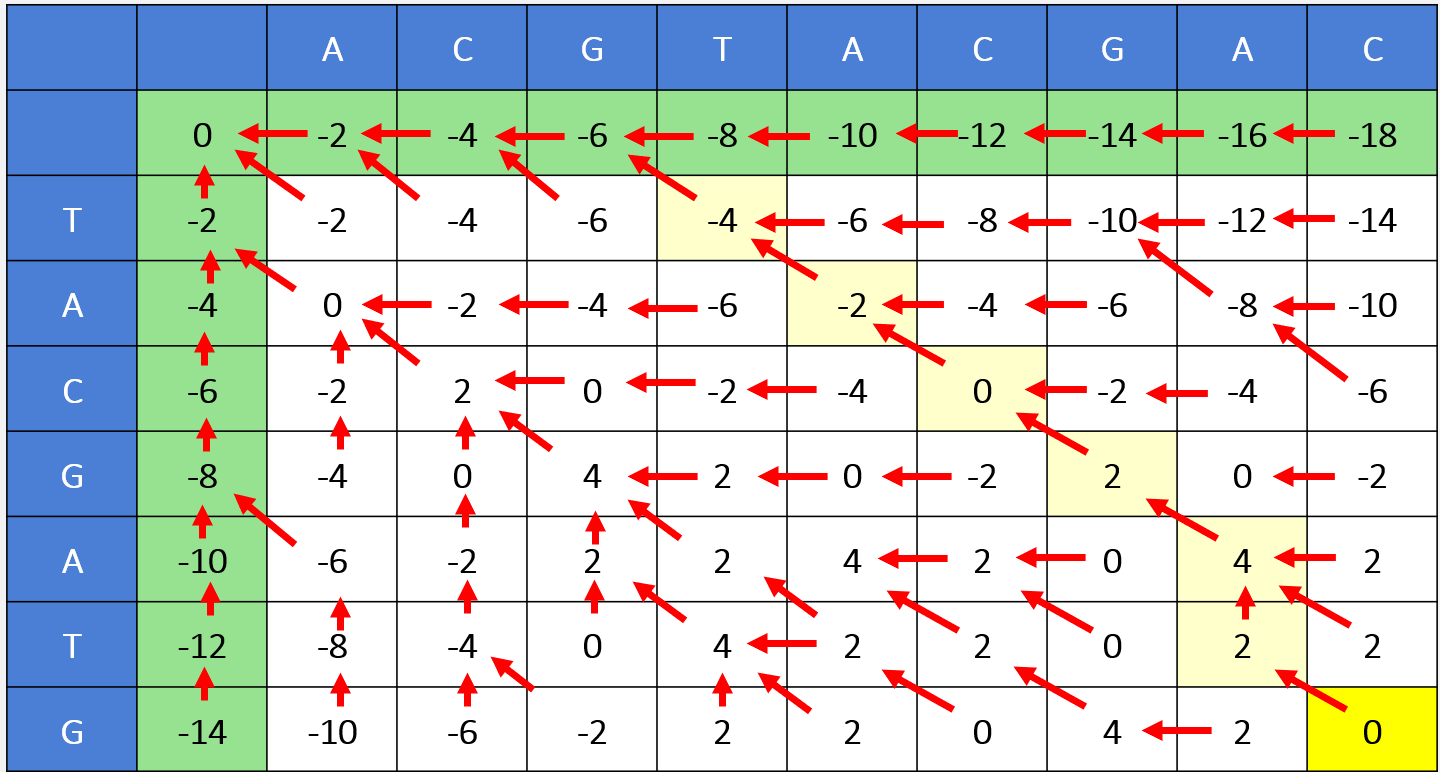 A C G T A C G A C
0 -2 -4 -6 -8 -10 -12 -14 -16 -18
T -2 -2 -4 -6 -4 -6 -8 -10 -12 -14
A -4 0 -2 -4 -6 -2 -4 -6 -8 -10
C -6 -2 2 0 -2 -4 0 -2 -4 -6
G -8 -4 0 4 2 0 -2 2 0 -2
A -10 -6 -2 2 2 4 2 0 4 2
T -12 -8 -4 0 4 2 2 0 2 2
G -14 -10 -6 -2 2 2 0 4 2 0